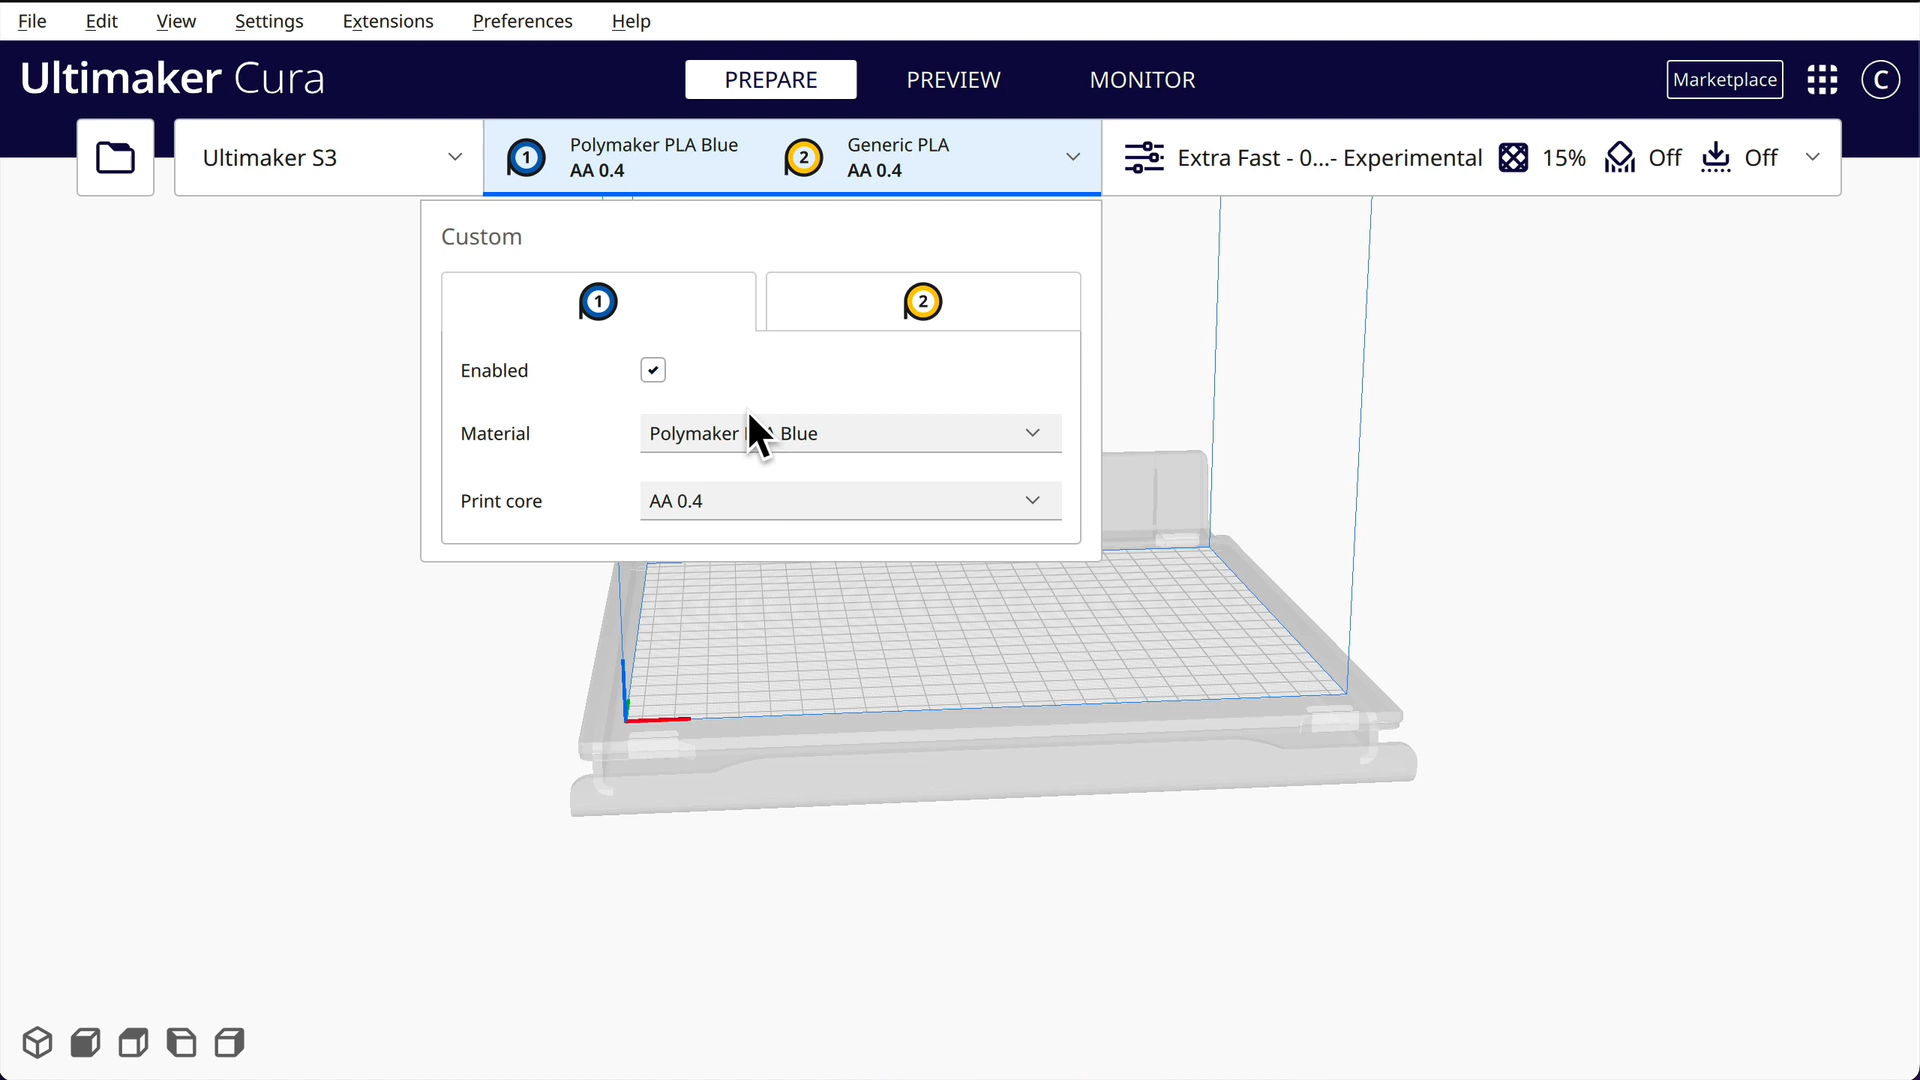 File Edit View Settings Extensions Preferences Help
Ultimaker Cura PREPARE PREVIEW MONITOR Marketplace C
Ultimaker S3
1 Polymaker PLA Blue
AA 0.4
2 Generic PLA
AA 0.4
Extra Fast - 0...- Experimental 15% Off Off
Custom
1 2
Enabled
Material Polymaker Blue
Print core AA 0.4